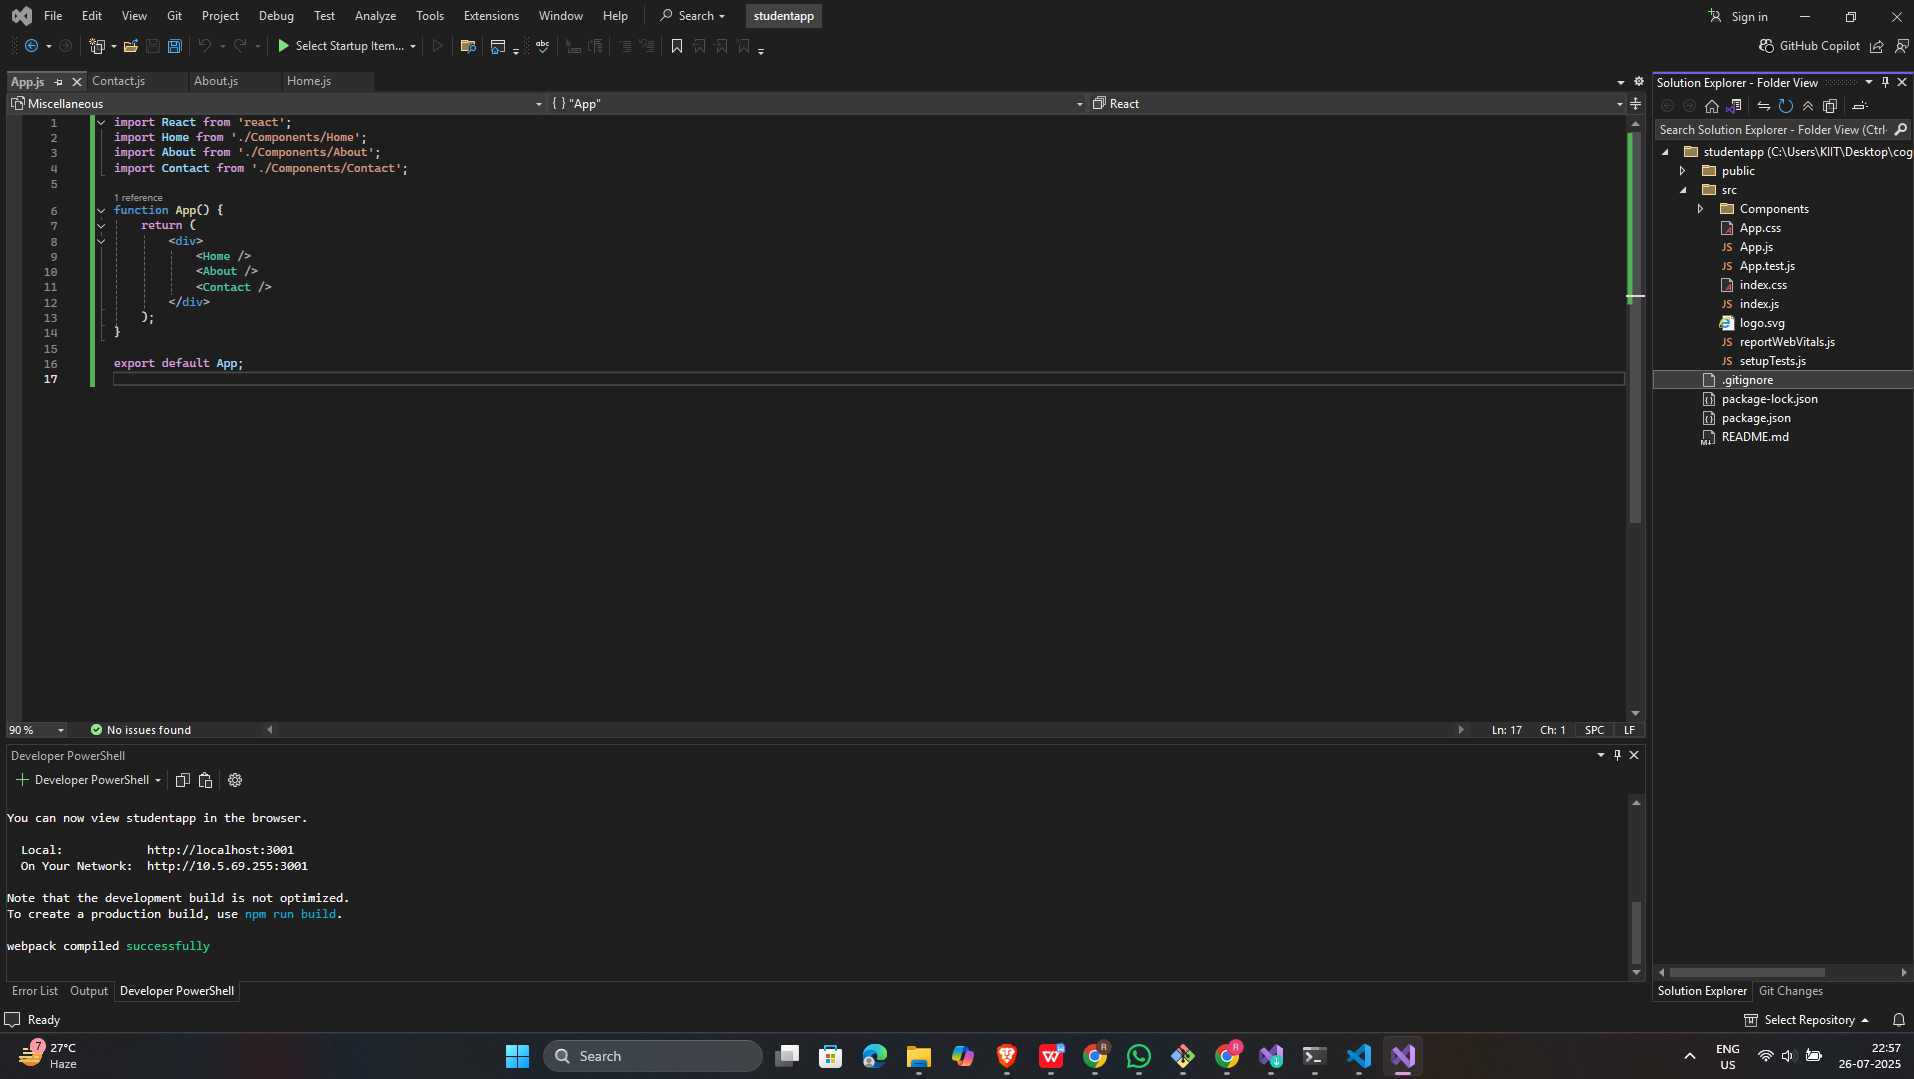 File Edit View Git Project Debug Test Analyze Tools Extensions Window Help Search studentapp Sign in
Select Startup Item... GitHub Copilot
App.js Contact.js About.js Home.js
Miscellaneous { } "App" React
1 import React from 'react';
2 import Home from './Components/Home';
3 import About from './Components/About';
4 import Contact from './Components/Contact';
5
1 reference
6 function App() {
7 return (
8 <div>
9 <Home />
10 <About />
11 <Contact />
12 </div>
13 );
14 }
15
16 export default App;
17
90 % No issues found Ln: 17 Ch: 1 SPC LF
Developer PowerShell
Developer PowerShell
You can now view studentapp in the browser.
Local: http://localhost:3001
On Your Network: http://10.5.69.255:3001
Note that the development build is not optimized.
To create a production build, use npm run build.
webpack compiled successfully
Error List Output Developer PowerShell
Solution Explorer - Folder View
Search Solution Explorer - Folder View (Ctrl
studentapp (C:\Users\KIIT\Desktop\cog
public
src
Components
App.css
JS App.js
JS App.test.js
index.css
JS index.js
logo.svg
JS reportWebVitals.js
JS setupTests.js
.gitignore
package-lock.json
package.json
README.md
Solution Explorer Git Changes
Ready Select Repository
7 27°C
Haze
Search
ENG
US
22:57
26-07-2025